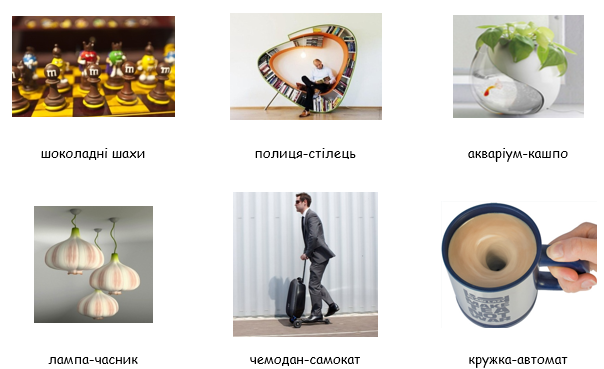 шоколадні шахи
полиця-стілець
акваріум-кашпо
лампа-часник
чемодан-самокат
кружка-автомат